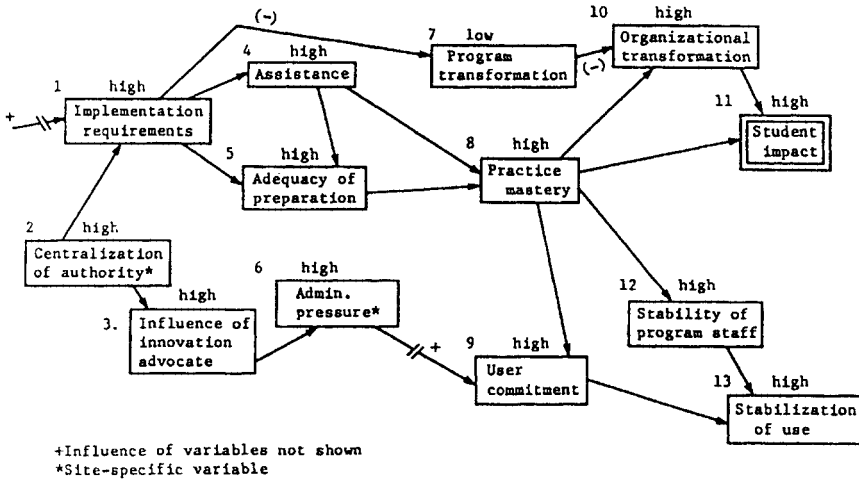 (-)
10 high
Organizational
transformation
7 low
Program
transformation
(-)
4 high
Assistance
1 high
+
Implementation
requirements
11 high
Student
impact
5 high
Adequacy of
preparation
8 high
Practice
mastery
2 high
Centralization
of authority*
6 high
Admin.
pressure*
3. high
Influence of
innovation
advocate
12 high
Stability of
program staff
+
9 high
User
commitment
13 high
Stabilization
of use
+Influence of variables not shown
*Site-specific variable